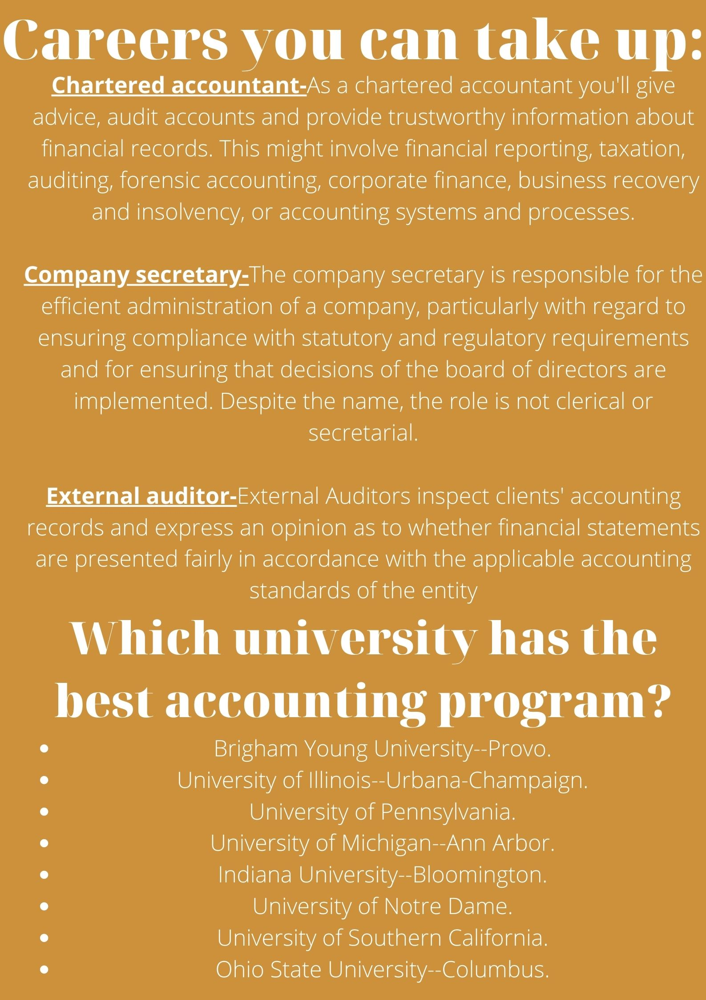 Careers you can take up:
Chartered accountant-As a chartered accountant you'll give
advice, audit accounts and provide trustworthy information about
financial records. This might involve financial reporting, taxation,
auditing, forensic accounting, corporate finance, business recovery
and insolvency, or accounting systems and processes.
Company secretary-The company secretary is responsible for the
efficient administration of a company, particularly with regard to
ensuring compliance with statutory and regulatory requirements
and for ensuring that decisions of the board of directors are
implemented. Despite the name, the role is not clerical or
secretarial.
External auditor-External Auditors inspect clients' accounting
records and express an opinion as to whether financial statements
are presented fairly in accordance with the applicable accounting
standards of the entity
Which university has the
best accounting program?
• Brigham Young University--Provo.
• University of Illinois--Urbana-Champaign.
• University of Pennsylvania.
• University of Michigan--Ann Arbor.
• Indiana University--Bloomington.
• University of Notre Dame.
• University of Southern California.
• Ohio State University--Columbus.